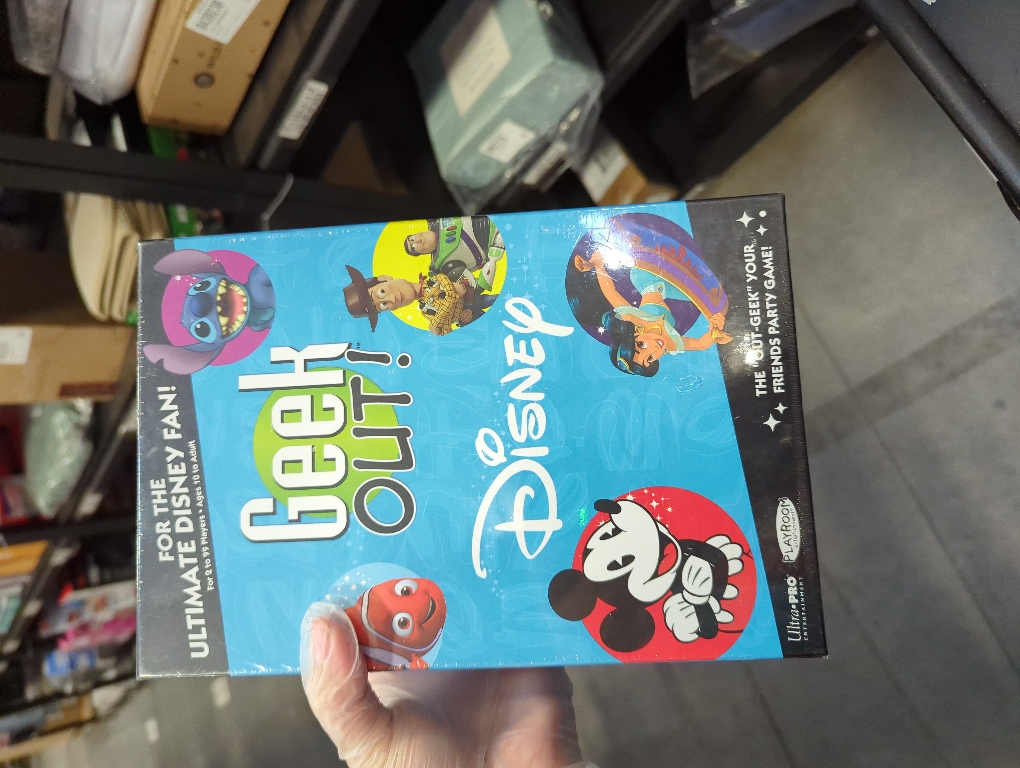 FOR THE
ULTIMATE DISNEY FAN!
For 2 to 99 Players • Ages 10 to Adult
Geek
OUT!™
Disney
THE "OUT-GEEK" YOUR
FRIENDS PARTY GAME!
Ultra•PRO
ENTERTAINMENT
PLAYROOM